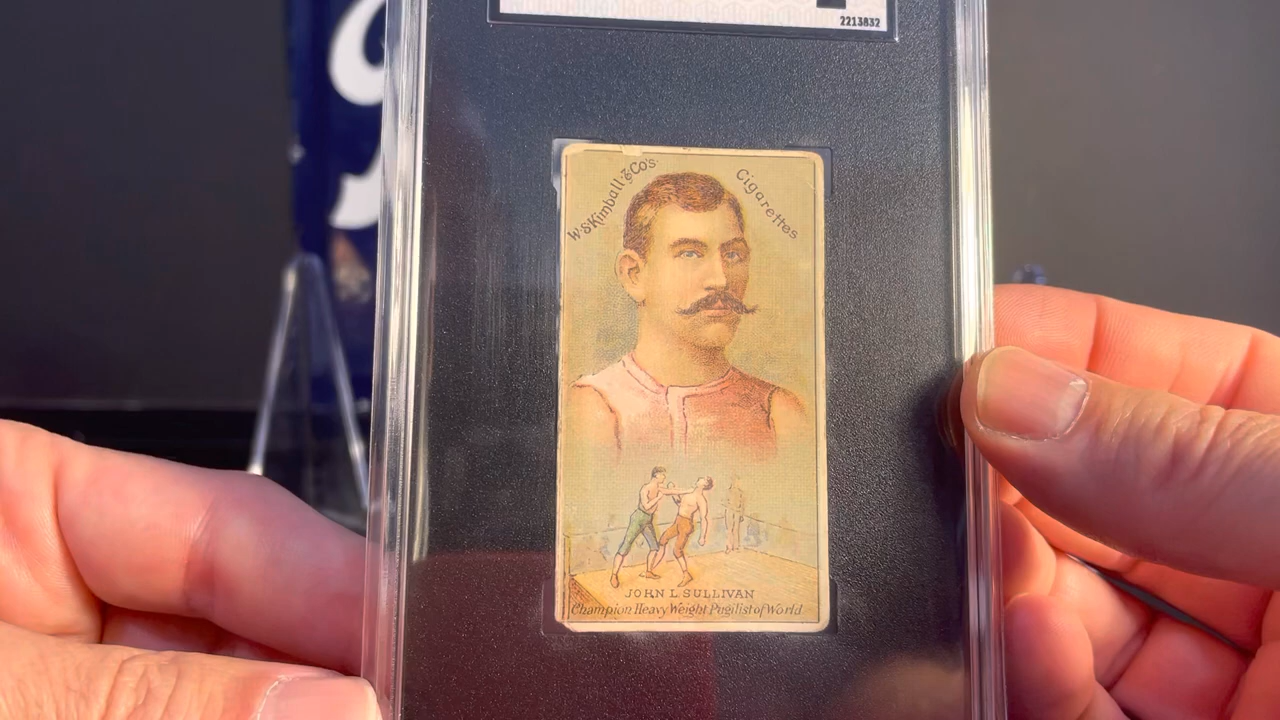 2213832
W.S Kimball & Co's
Cigarettes
JOHN L SULLIVAN
Champion Heavy Weight Pugilist of World